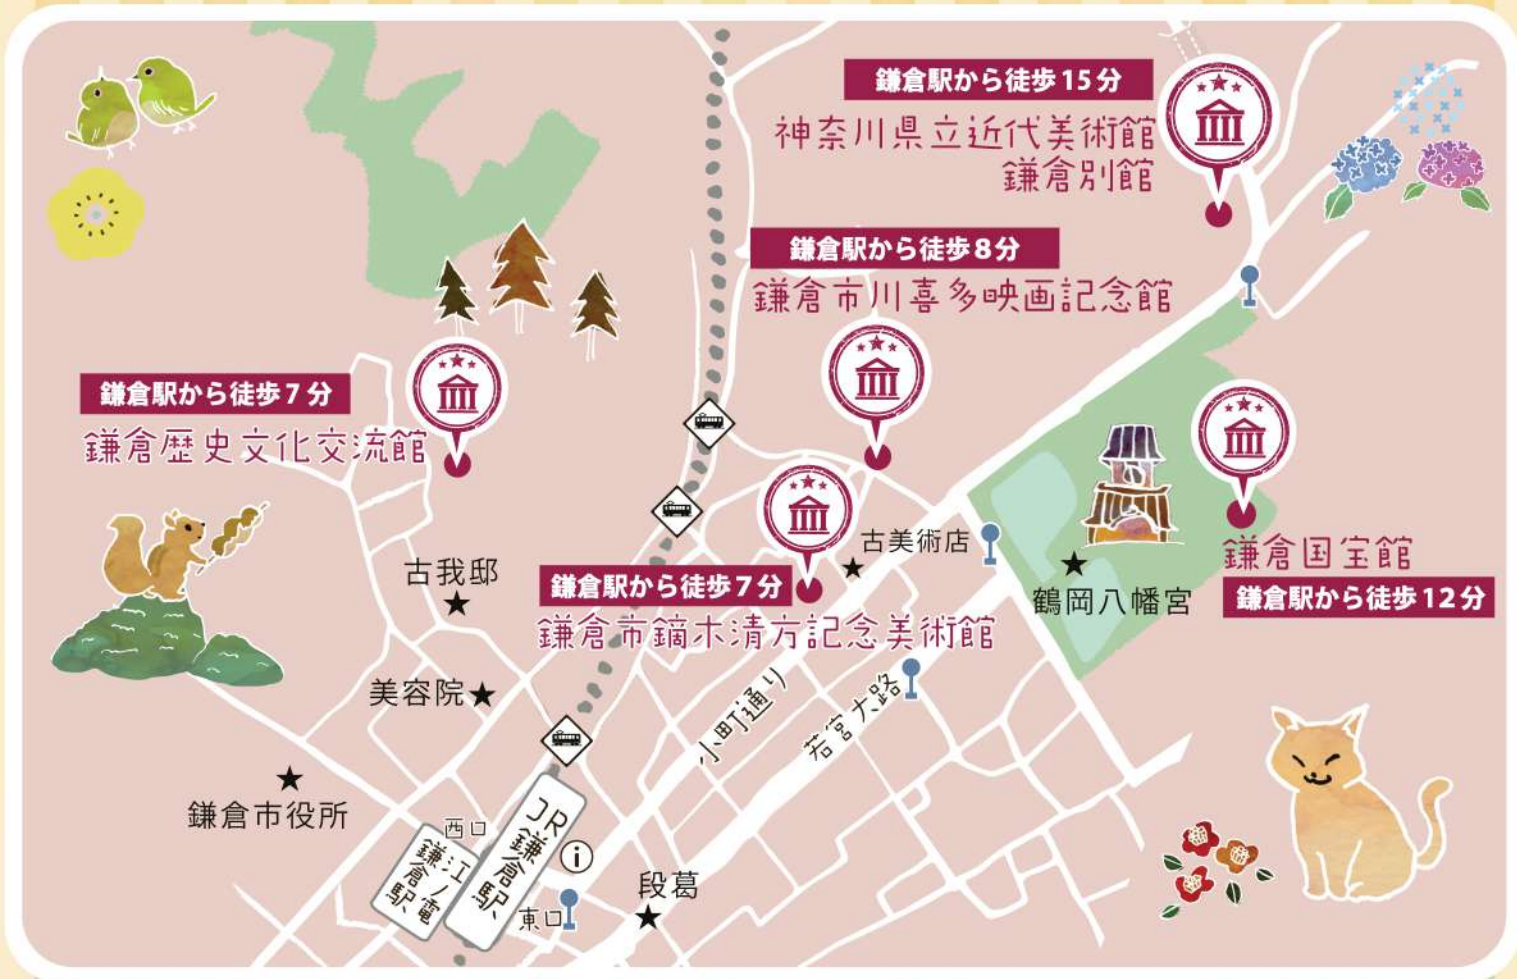 鎌倉駅から徒歩15分
神奈川県立近代美術館
鎌倉別館
鎌倉駅から徒歩8分
鎌倉市川喜多映画記念館
鎌倉駅から徒歩7分
鎌倉歴史文化交流館
古美術店
古我邸
鎌倉駅から徒歩7分
鎌倉市鏑木清方記念美術館
鶴岡八幡宮
鎌倉国宝館
鎌倉駅から徒歩12分
美容院
小町通り
若宮大路
鎌倉市役所
西口
JR鎌倉駅
江ノ電
鎌倉駅
i
東口
段葛